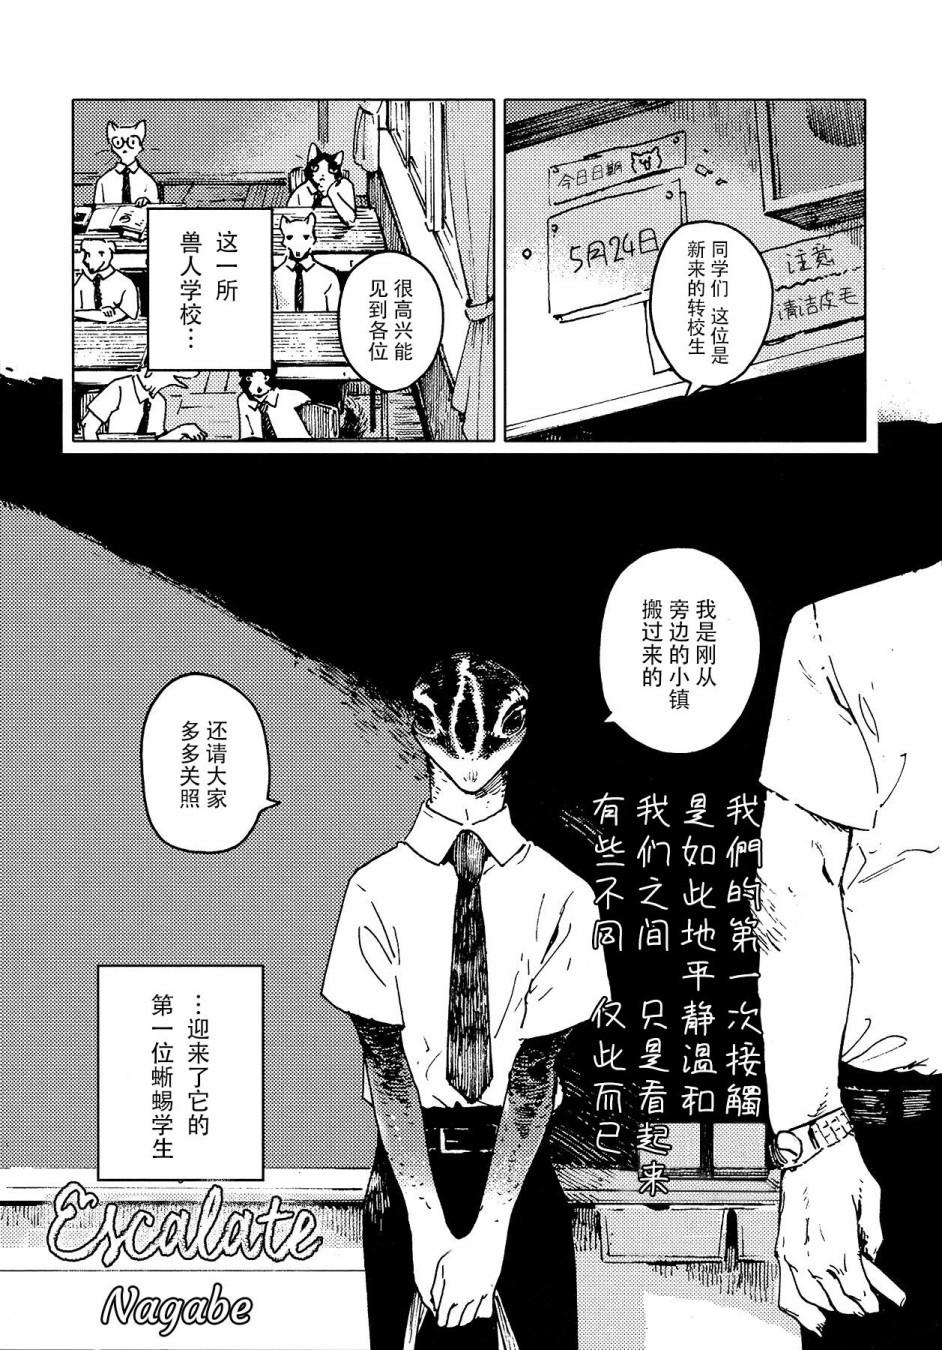 今日日期
5月24日
同学们 这位是
新来的转校生
注意
清洁皮毛
很高兴能
见到各位
这一所
兽人学校…
我是刚从
旁边的小镇
搬过来的
我們的第一次接觸
是如此地平静温和
我们之间 只是看起来
有些不同 仅此而已
还请大家
多多关照
…迎来了它的
第一位蜥蜴学生
Escalate
Nagabe